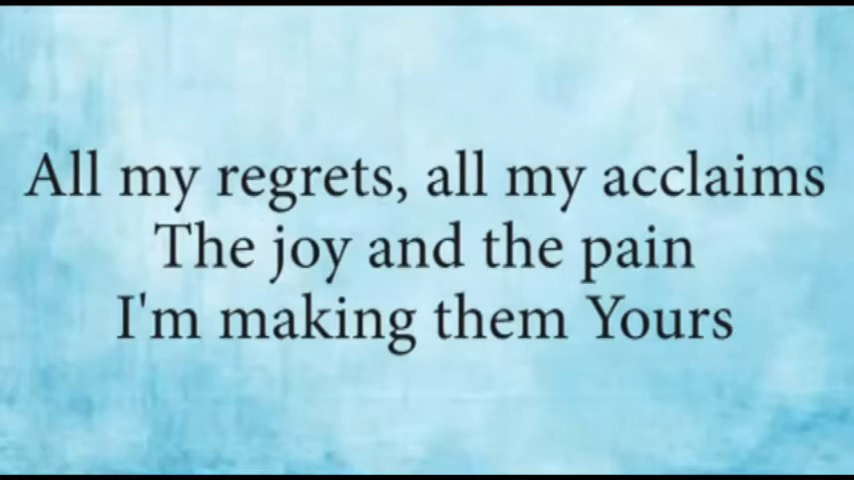 All my regrets, all my acclaims
The joy and the pain
I'm making them Yours